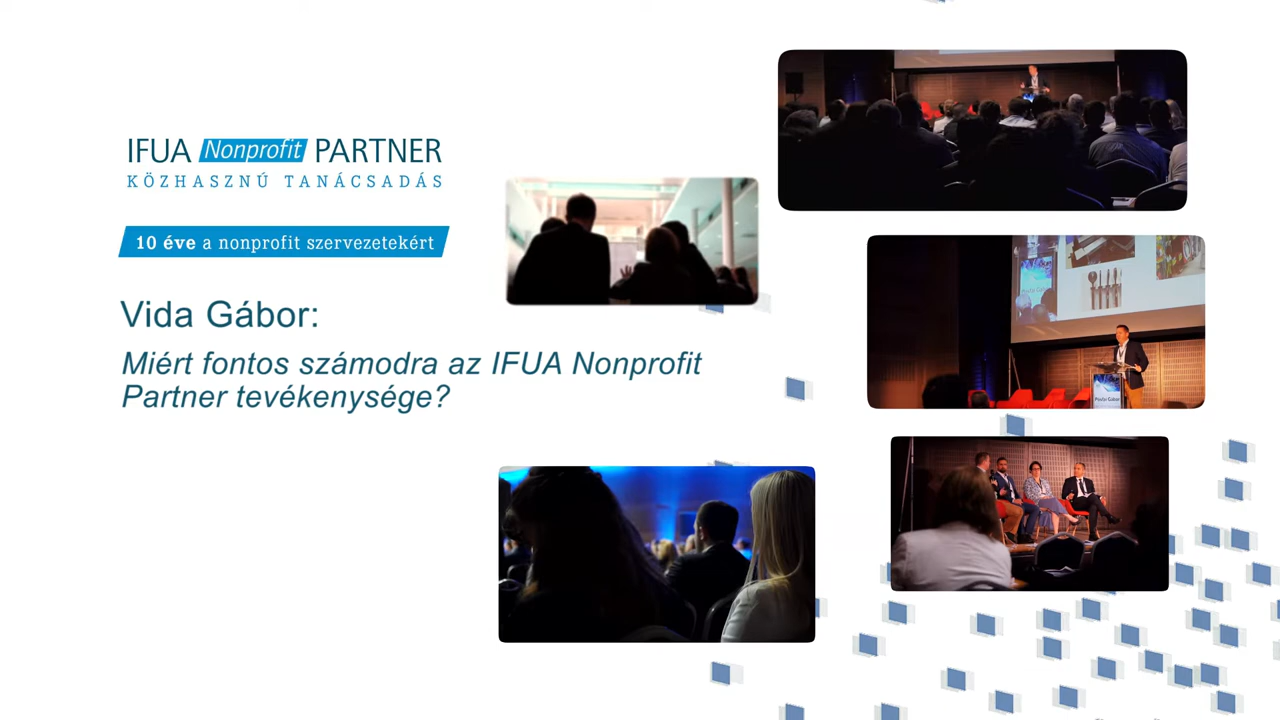 IFUA Nonprofit PARTNER
KÖZHASZNÚ TANÁCSADÁS
10 éve a nonprofit szervezetekért
Vida Gábor:
Miért fontos számodra az IFUA Nonprofit
Partner tevékenysége?